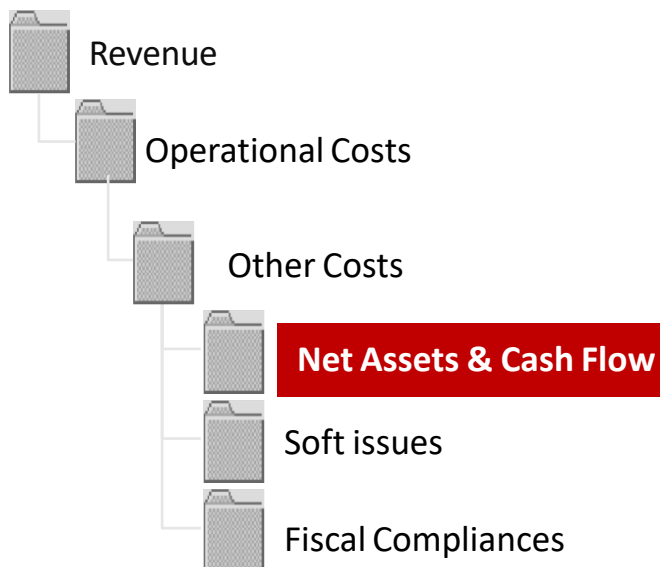 Revenue
Operational Costs
Other Costs
Net Assets & Cash Flow
Soft issues
Fiscal Compliances